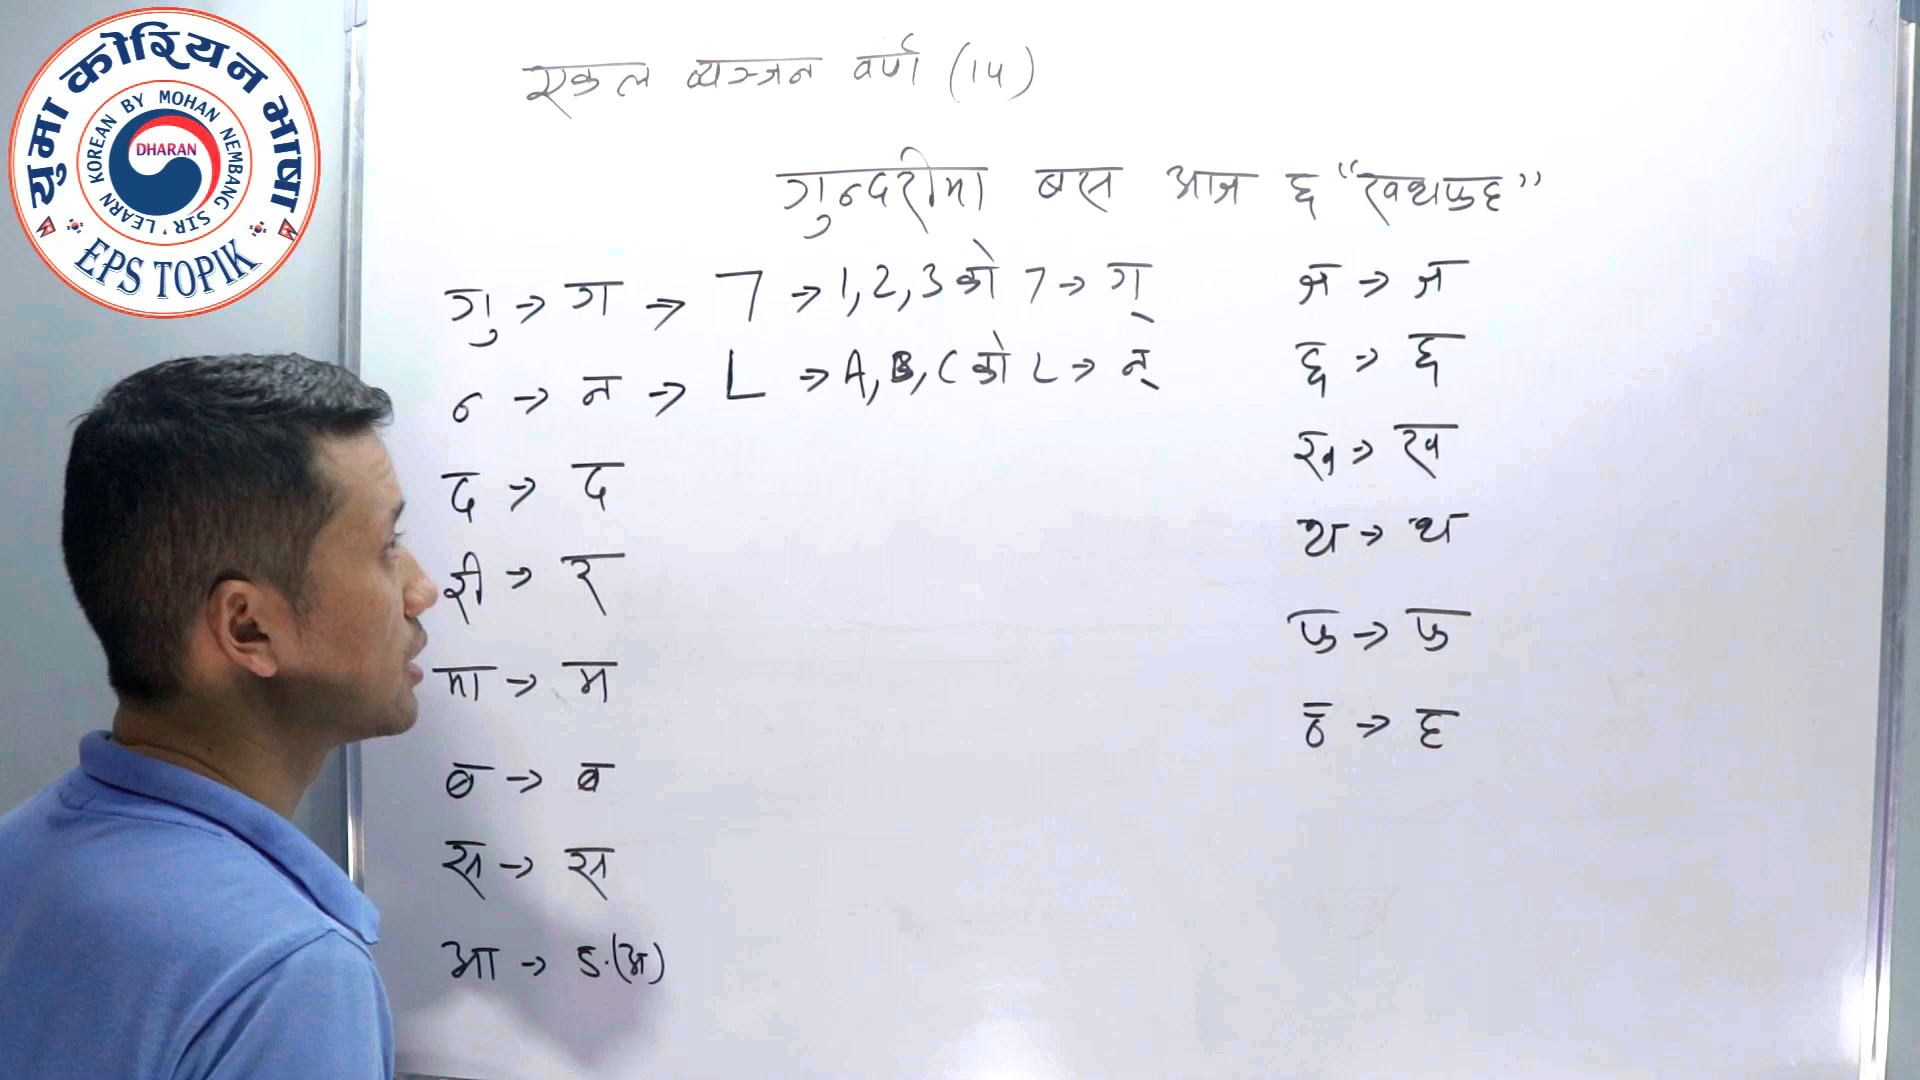 युमा कोरियन भाषा
LEARN KOREAN BY MOHAN NEMBANG SIR
DHARAN
EPS TOPIK
एकल व्यञ्जन वर्ण (14)
गुन्दरीमा बस आज छ "खथफह"
गु → ग → ㄱ → 1, 2, 3 को 7 → ग्
न् → न → ㄴ → A, B, C को L → न्
द → द
री → र
मा → म
ब → ब
स → स
आ → ङ (अ)
ज → ज
छ → छ
ख → ख
थ → थ
फ → फ
ह → ह